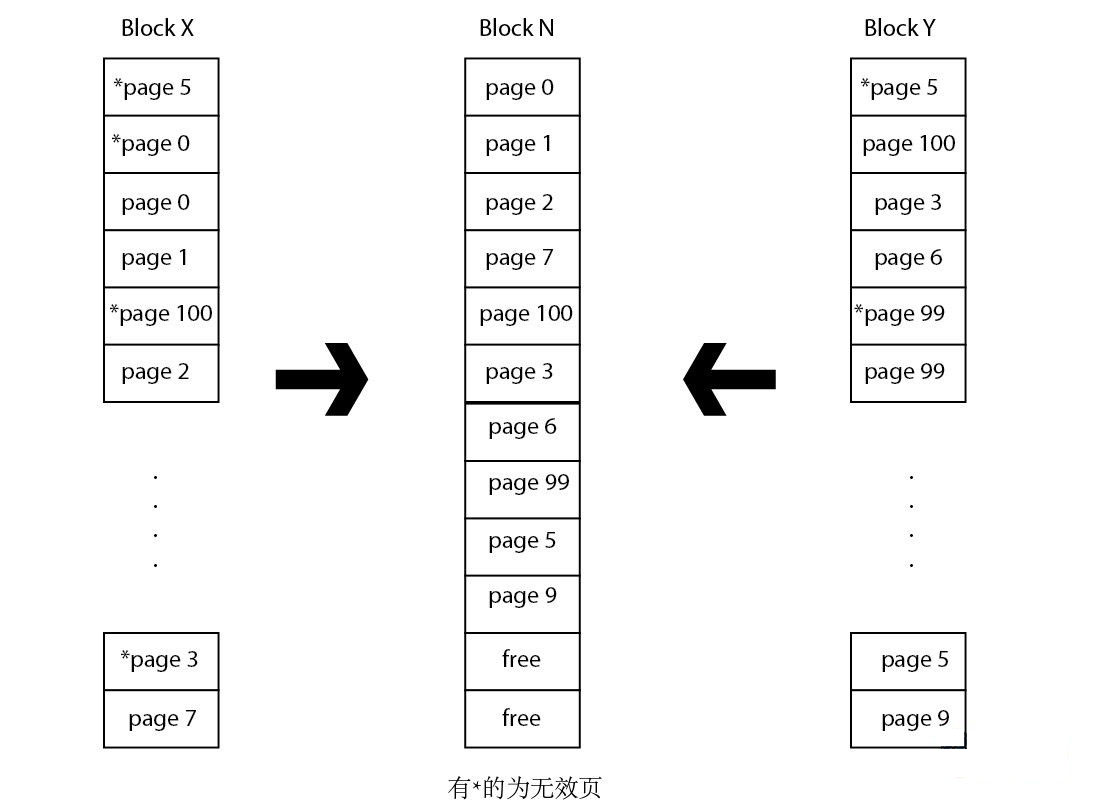 Block X
*page 5
*page 0
page 0
page 1
*page 100
page 2
*page 3
page 7
Block N
page 0
page 1
page 2
page 7
page 100
page 3
page 6
page 99
page 5
page 9
free
free
Block Y
*page 5
page 100
page 3
page 6
*page 99
page 99
page 5
page 9
有*的为无效页